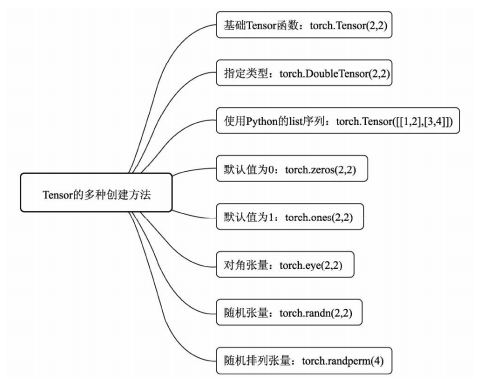 基础Tensor函数：torch.Tensor(2,2)
指定类型：torch.DoubleTensor(2,2)
使用Python的list序列：torch.Tensor([[1,2],[3,4]])
默认值为0：torch.zeros(2,2)
Tensor的多种创建方法
默认值为1：torch.ones(2,2)
对角张量：torch.eye(2,2)
随机张量：torch.randn(2,2)
随机排列张量：torch.randperm(4)